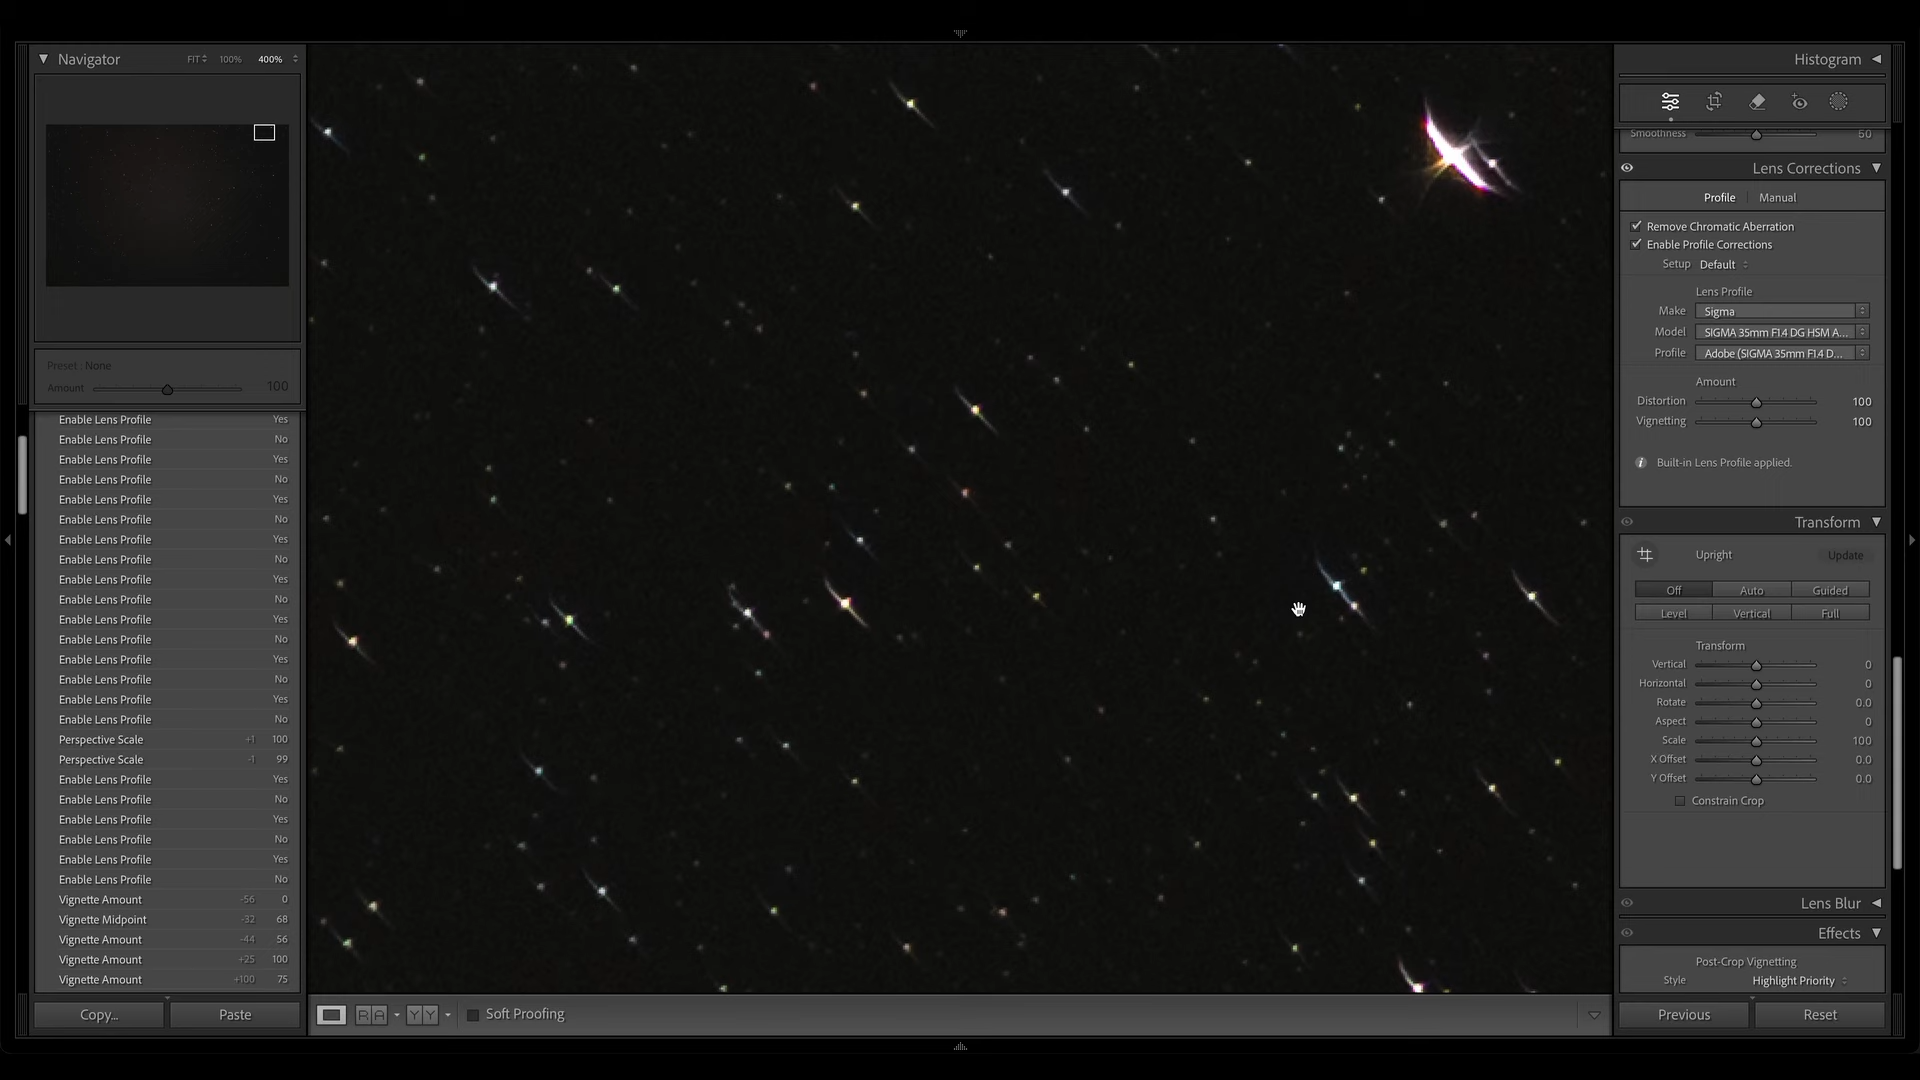 Navigator
FIT 100% 400%
Preset : None
Amount 100
Enable Lens Profile Yes
Enable Lens Profile No
Enable Lens Profile Yes
Enable Lens Profile No
Enable Lens Profile Yes
Enable Lens Profile No
Enable Lens Profile Yes
Enable Lens Profile No
Enable Lens Profile Yes
Enable Lens Profile No
Enable Lens Profile Yes
Enable Lens Profile No
Enable Lens Profile Yes
Enable Lens Profile No
Enable Lens Profile Yes
Enable Lens Profile No
Perspective Scale +1 100
Perspective Scale -1 99
Enable Lens Profile Yes
Enable Lens Profile No
Enable Lens Profile Yes
Enable Lens Profile No
Enable Lens Profile Yes
Enable Lens Profile No
Vignette Amount -56 0
Vignette Midpoint -32 68
Vignette Amount -44 56
Vignette Amount +25 100
Vignette Amount +100 75
Copy...
Paste
R A
Y Y
Soft Proofing
Histogram
Smoothness 50
Lens Corrections
Profile Manual
Remove Chromatic Aberration
Enable Profile Corrections
Setup Default
Lens Profile
Make Sigma
Model SIGMA 35mm F1.4 DG HSM A...
Profile Adobe (SIGMA 35mm F1.4 D...
Amount
Distortion 100
Vignetting 100
i Built-in Lens Profile applied.
Transform
Upright Update
Off Auto Guided
Level Vertical Full
Transform
Vertical 0
Horizontal 0
Rotate 0.0
Aspect 0
Scale 100
X Offset 0.0
Y Offset 0.0
Constrain Crop
Lens Blur
Effects
Post-Crop Vignetting
Style Highlight Priority
Previous
Reset